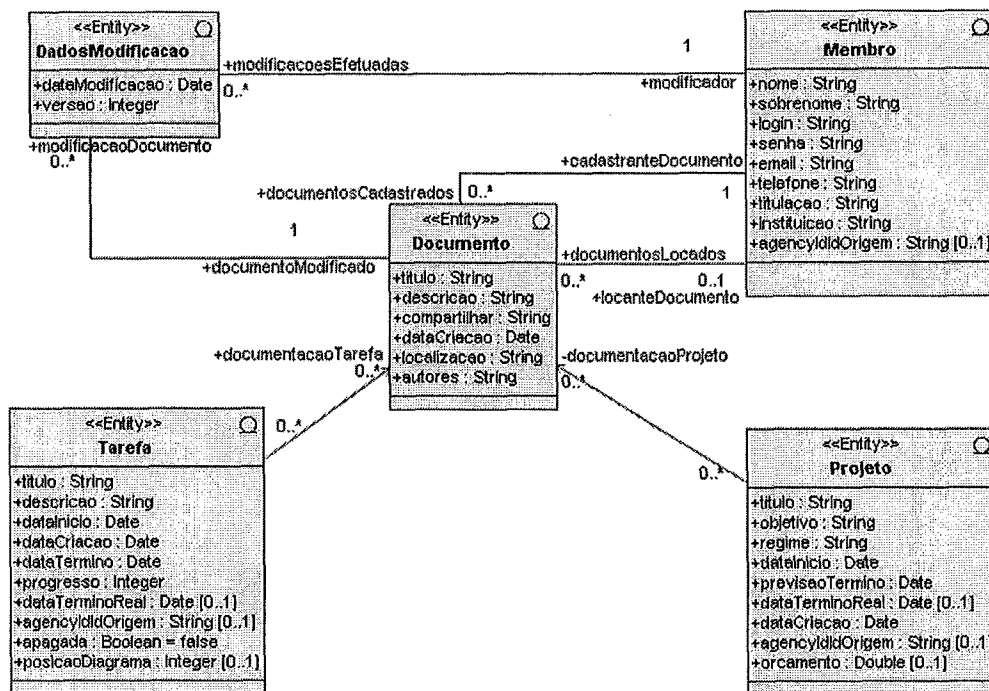 <<Entity>>
DadosModificacao
+dataModificacao : Date
+versao : Integer
+modificacoesEfetuadas
0..*
1
+modificador
<<Entity>>
Membro
+nome : String
+sobrenome : String
+login : String
+senha : String
+email : String
+telefone : String
+titulacao : String
+instituicao : String
+agencyIdIdOrigem : String [0..1]
+modificacaoDocumento
0..*
+cadastranteDocumento
1
+documentosCadastrados
0..*
1
+documentoModificado
<<Entity>>
Documento
+titulo : String
+descricao : String
+compartilhar : String
+dataCriacao : Date
+localizacao : String
+autores : String
+documentosLocados
0..*
0..1
+locanteDocumento
+documentacaoTarefa
0..*
-documentacaoProjeto
0..*
0..*
0..*
<<Entity>>
Tarefa
+titulo : String
+descricao : String
+dataInicio : Date
+dataCriacao : Date
+dataTermino : Date
+progresso : Integer
+dataTerminoReal : Date [0..1]
+agencyIdIdOrigem : String [0..1]
+apagada : Boolean = false
+posicaoDiagrama : Integer [0..1]
<<Entity>>
Projeto
+titulo : String
+objetivo : String
+regime : String
+dataInicio : Date
+previsaoTermino : Date
+dataTerminoReal : Date [0..1]
+dataCriacao : Date
+agencyIdIdOrigem : String [0..1]
+orcamento : Double [0..1]